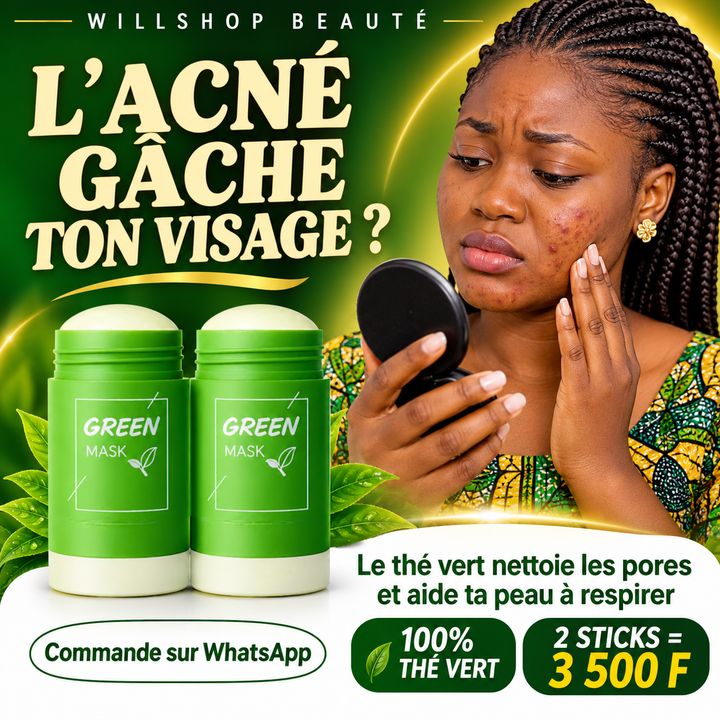 WILLSHOP BEAUTÉ
L'ACNÉ
GÂCHE
TON VISAGE ?
GREEN
MASK
GREEN
MASK
Le thé vert nettoie les pores
et aide ta peau à respirer
Commande sur WhatsApp
100%
THÉ VERT
2 STICKS =
3 500 F